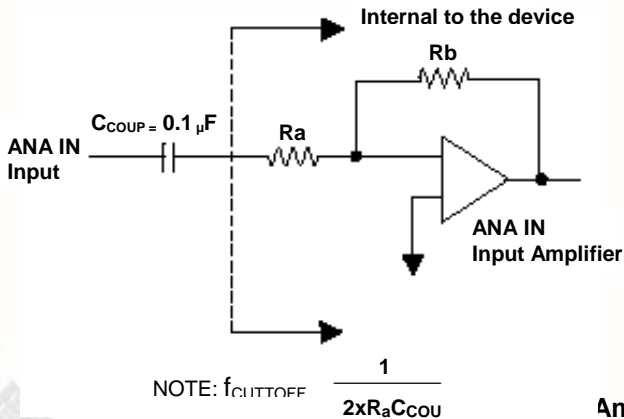 Internal to the device
Rb
CCOUP = 0.1 µF
Ra
ANA IN
Input
ANA IN
Input Amplifier
NOTE: fCUTTOFF
1
2xRaCCOU
An